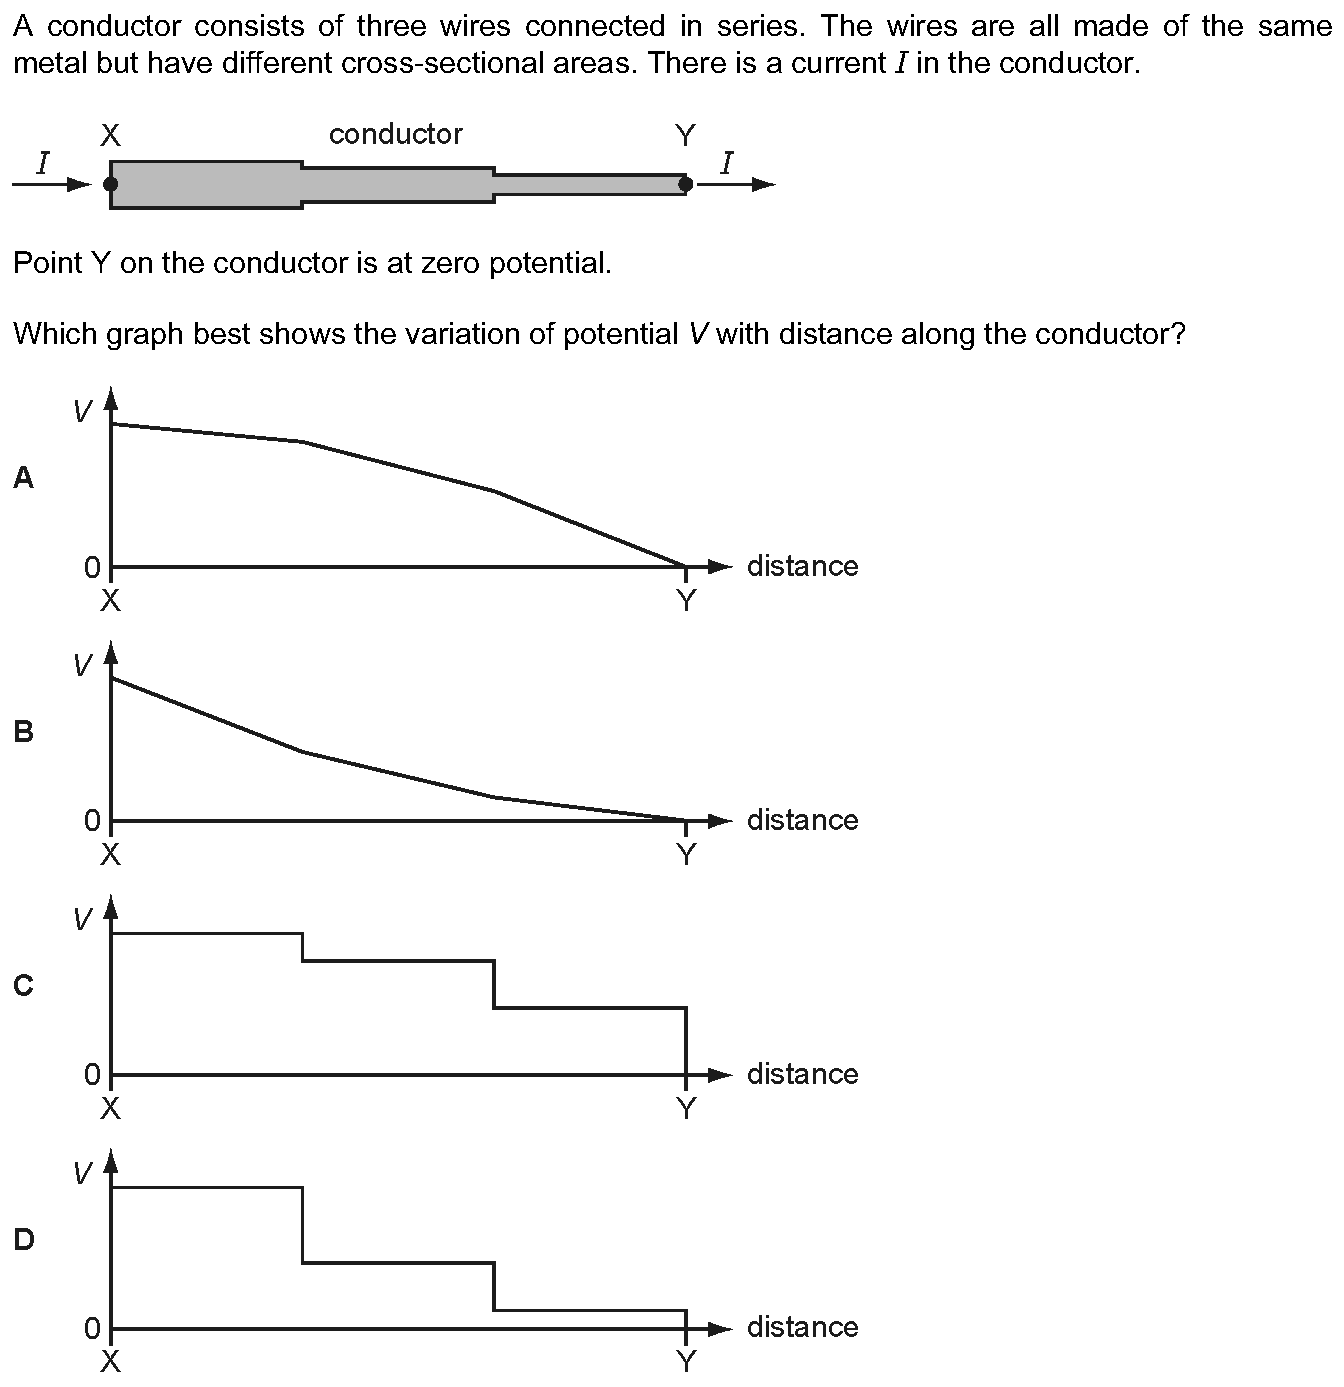 A conductor consists of three wires connected in series. The wires are all made of the same
metal but have different cross-sectional areas. There is a current I in the conductor.
X conductor Y
I I
Point Y on the conductor is at zero potential.
Which graph best shows the variation of potential V with distance along the conductor?
V
A
0 distance
X Y
V
B
0 distance
X Y
V
C
0 distance
X Y
V
D
0 distance
X Y